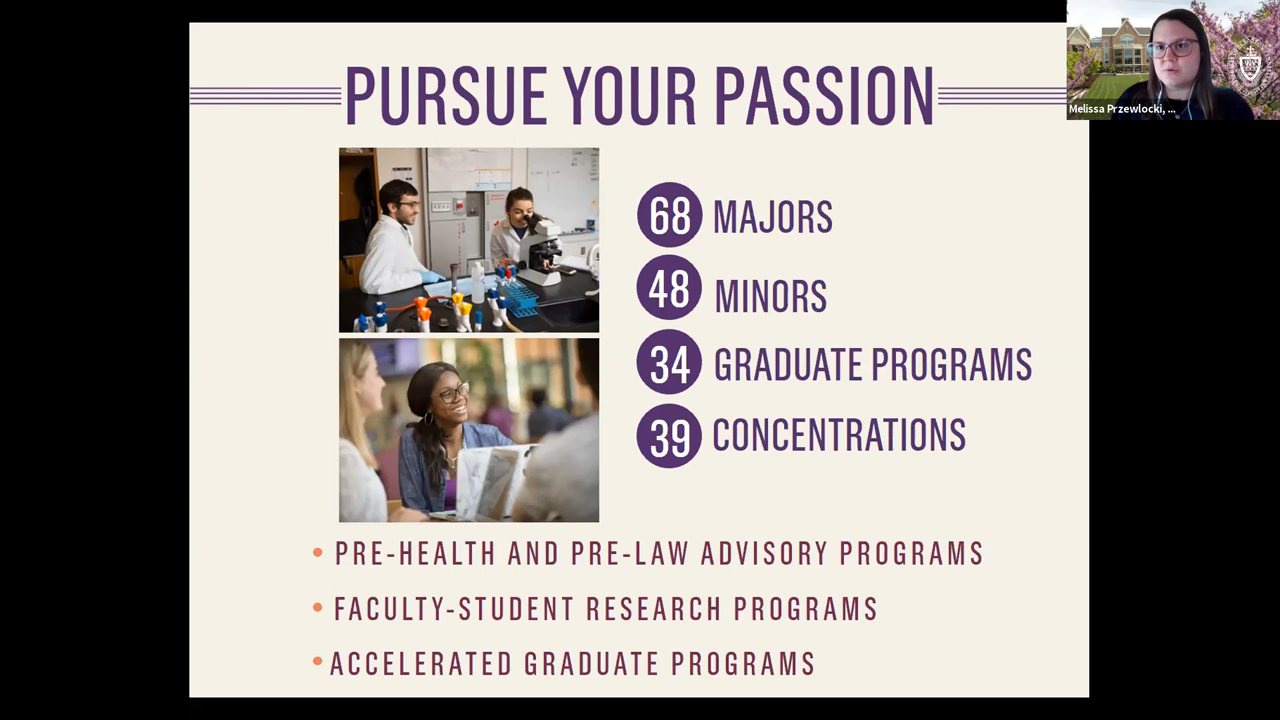 PURSUE YOUR PASSION
68 MAJORS
48 MINORS
34 GRADUATE PROGRAMS
39 CONCENTRATIONS
• PRE-HEALTH AND PRE-LAW ADVISORY PROGRAMS
• FACULTY-STUDENT RESEARCH PROGRAMS
• ACCELERATED GRADUATE PROGRAMS
Melissa Przewlocki, ...